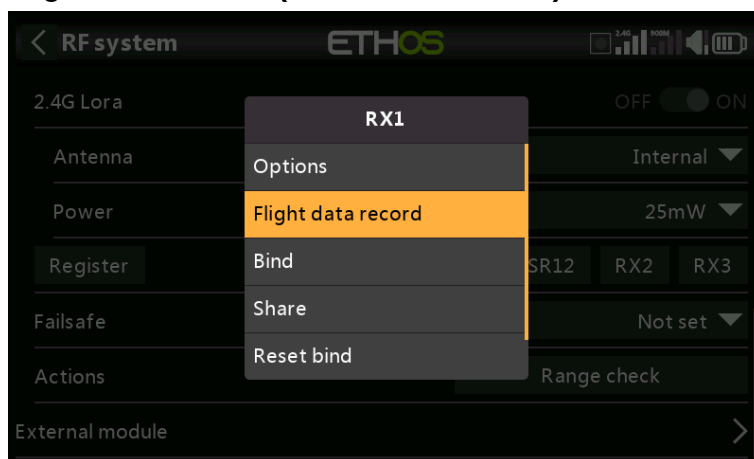 RF system ETHOS 2.4G 900M
2.4G Lora OFF ON
RX1
Antenna Internal
Options
Power 25mW
Flight data record
Register SR12 RX2 RX3
Bind
Failsafe Not set
Share
Reset bind
Actions Range check
External module